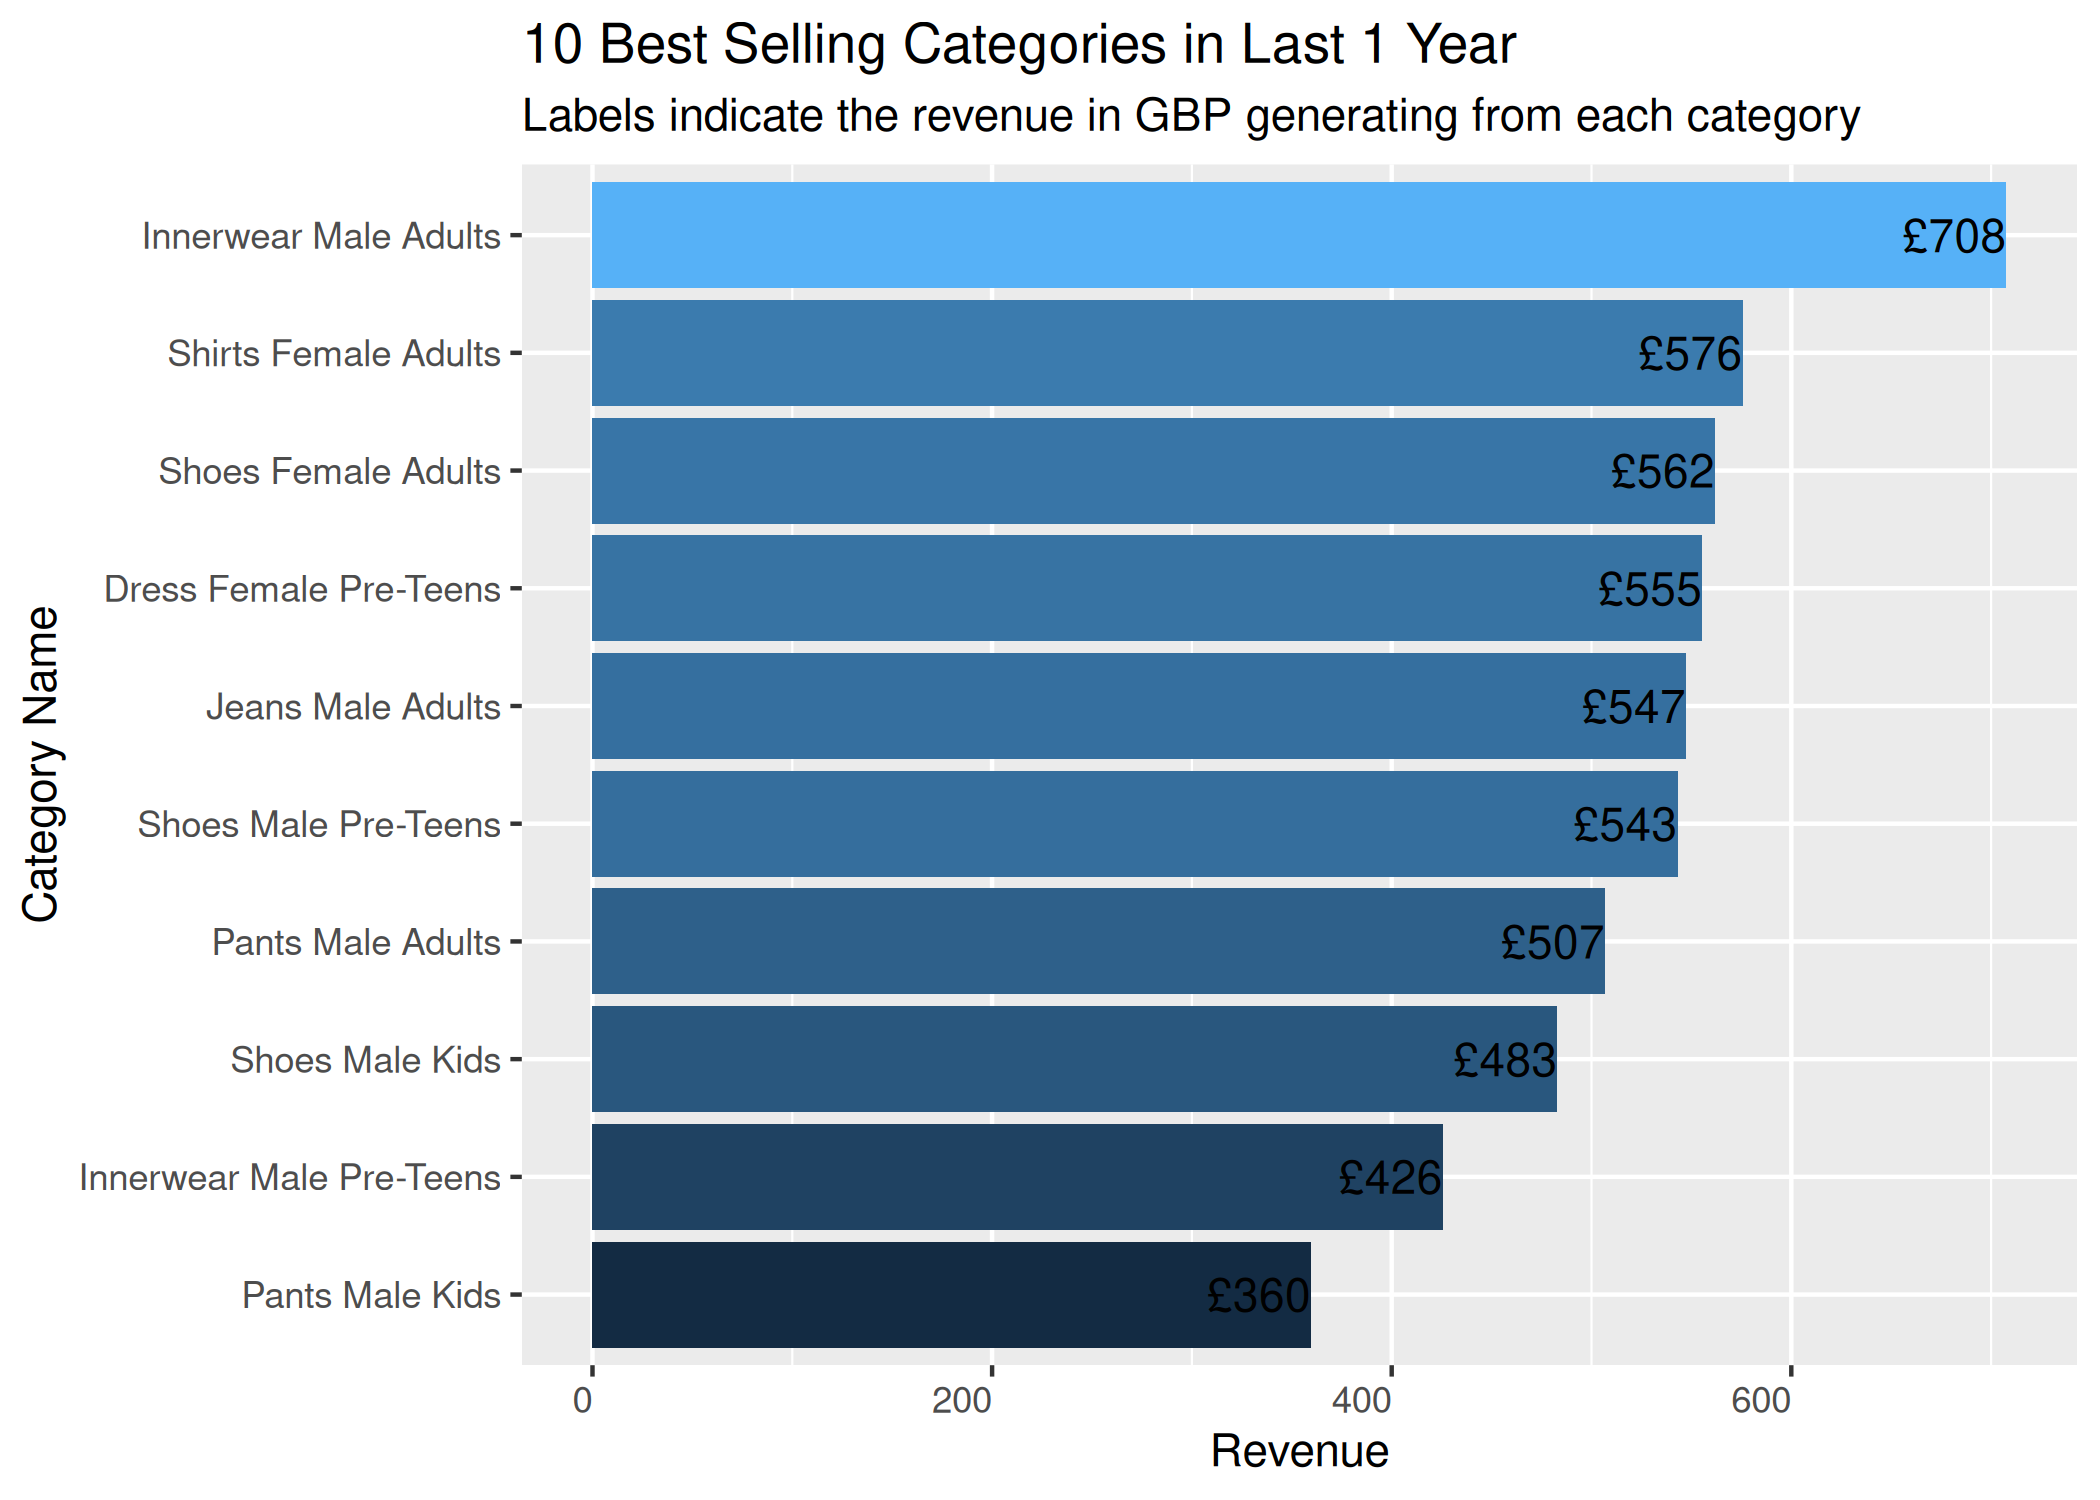 10 Best Selling Categories in Last 1 Year
Labels indicate the revenue in GBP generating from each category
Category Name
Innerwear Male Adults £708
Shirts Female Adults £576
Shoes Female Adults £562
Dress Female Pre-Teens £555
Jeans Male Adults £547
Shoes Male Pre-Teens £543
Pants Male Adults £507
Shoes Male Kids £483
Innerwear Male Pre-Teens £426
Pants Male Kids £360
0 200 400 600
Revenue